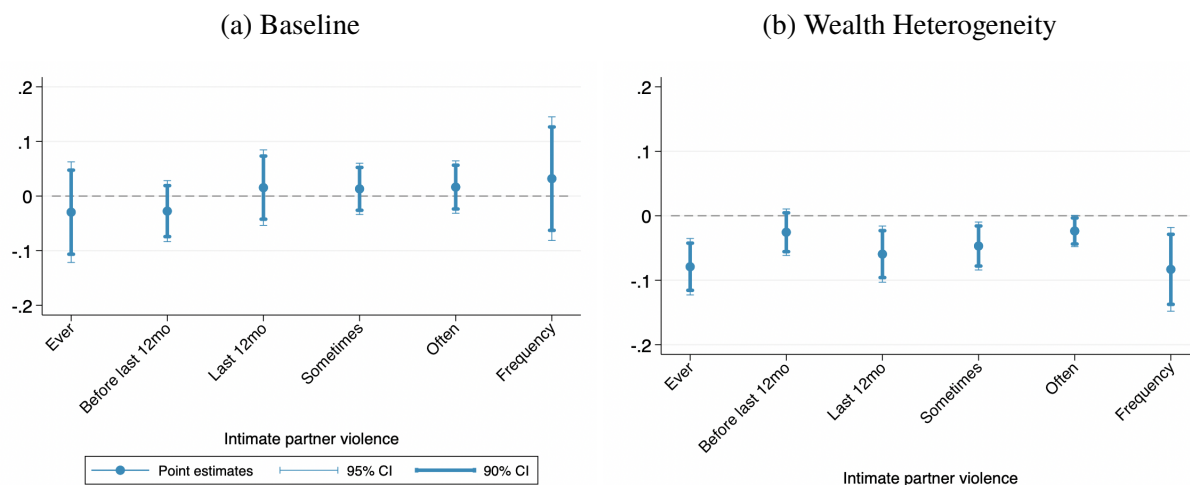 (a) Baseline
.2
.1
0
-.1
-.2
Ever
Before last 12mo
Last 12mo
Sometimes
Often
Frequency
Intimate partner violence
Point estimates 95% CI 90% CI
(b) Wealth Heterogeneity
.2
.1
0
-.1
-.2
Ever
Before last 12mo
Last 12mo
Sometimes
Often
Frequency
Intimate partner violence